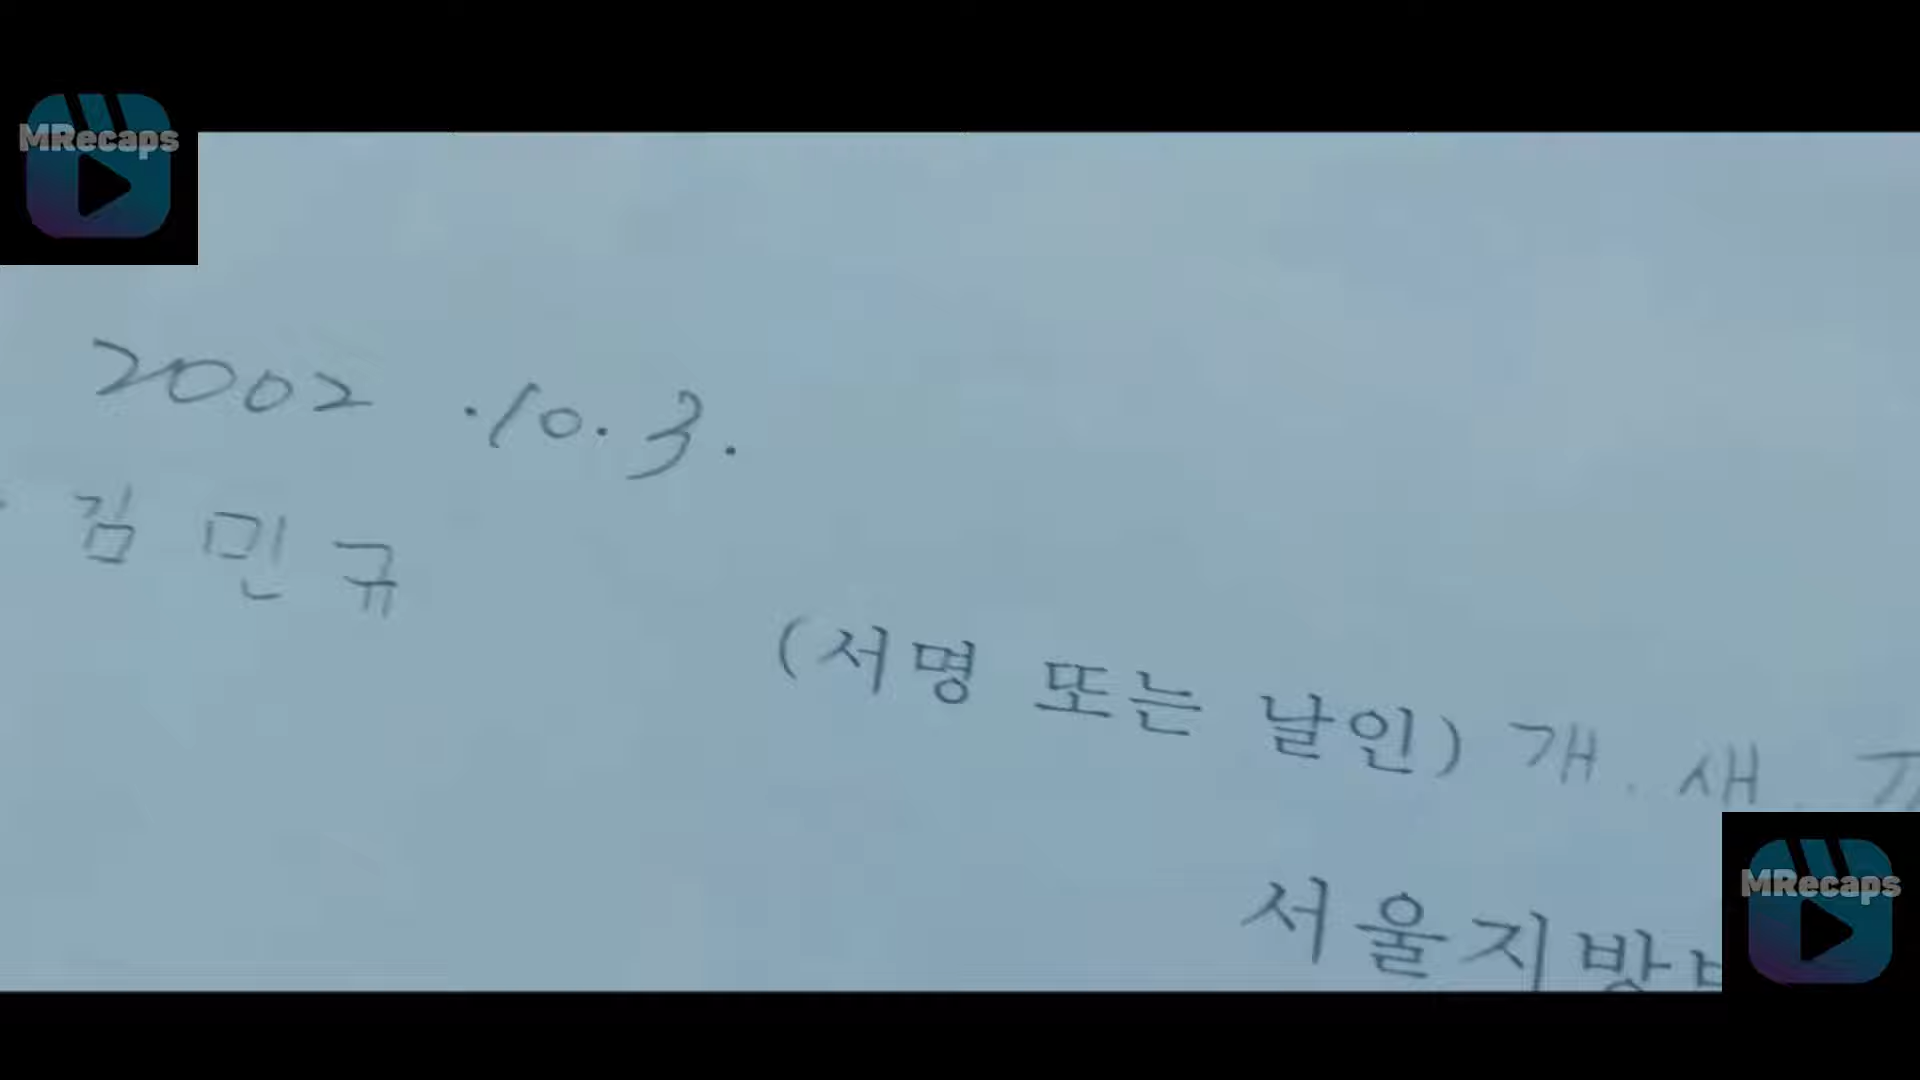 MRecaps
2002 .10. 3.
김 민 규
(서명 또는 날인) 개 . 새 .
서울지방
MRecaps